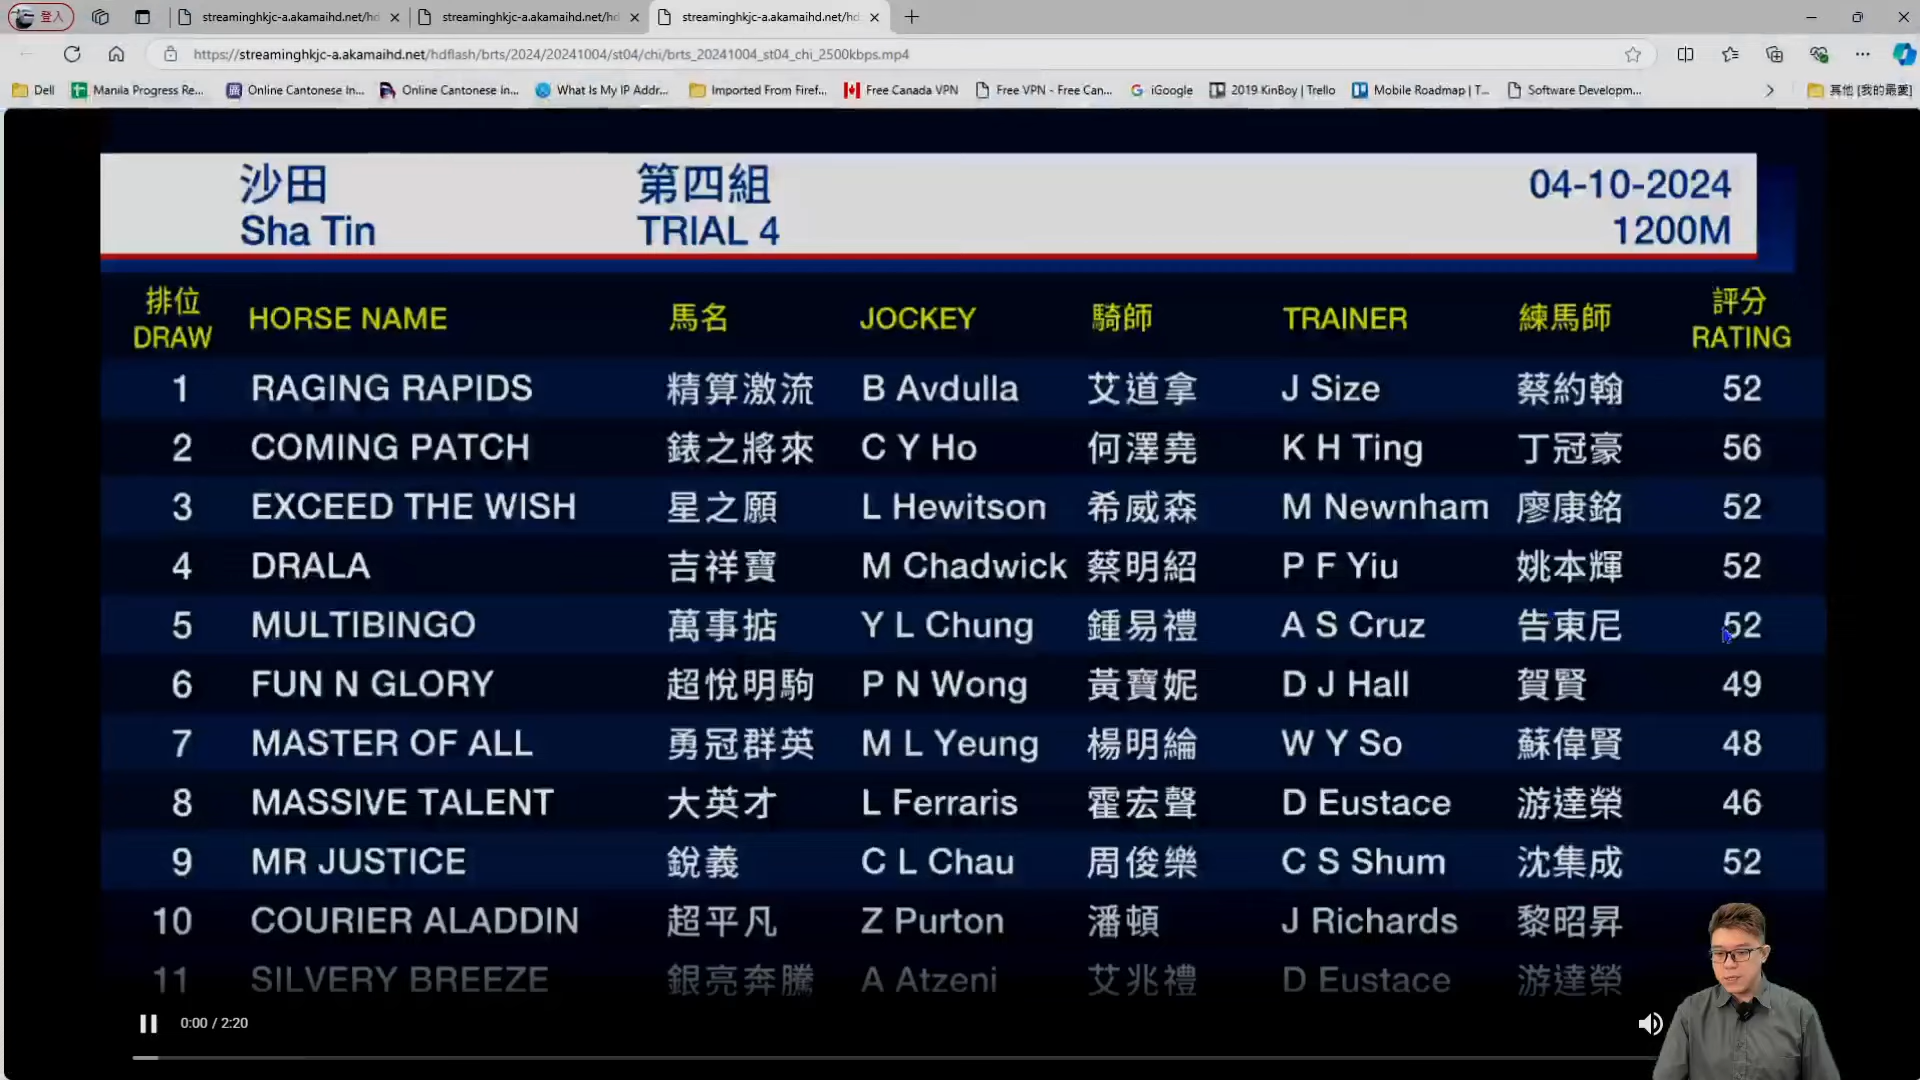 登入
streaminghkjc-a.akamaihd.net/hd
streaminghkjc-a.akamaihd.net/hd
streaminghkjc-a.akamaihd.net/hd
https://streaminghkjc-a.akamaihd.net/hdflash/brts/2024/20241004/st04/chi/brts_20241004_st04_chi_2500kbps.mp4
Dell Manila Progress Re... Online Cantonese In... Online Cantonese in... What Is My IP Addr... Imported From Firef... Free Canada VPN Free VPN - Free Can... iGoogle 2019 KinBoy | Trello Mobile Roadmap | T... Software Developm... 其他 [我的最愛]
沙田 第四組 04-10-2024
Sha Tin TRIAL 4 1200M
排位 評分
DRAW HORSE NAME 馬名 JOCKEY 騎師 TRAINER 練馬師 RATING
1 RAGING RAPIDS 精算激流 B Avdulla 艾道拿 J Size 蔡約翰 52
2 COMING PATCH 錶之將來 C Y Ho 何澤堯 K H Ting 丁冠豪 56
3 EXCEED THE WISH 星之願 L Hewitson 希威森 M Newnham 廖康銘 52
4 DRALA 吉祥寶 M Chadwick 蔡明紹 P F Yiu 姚本輝 52
5 MULTIBINGO 萬事掂 Y L Chung 鍾易禮 A S Cruz 告東尼 52
6 FUN N GLORY 超悅明駒 P N Wong 黃寶妮 D J Hall 賀賢 49
7 MASTER OF ALL 勇冠群英 M L Yeung 楊明綸 W Y So 蘇偉賢 48
8 MASSIVE TALENT 大英才 L Ferraris 霍宏聲 D Eustace 游達榮 46
9 MR JUSTICE 銳義 C L Chau 周俊樂 C S Shum 沈集成 52
10 COURIER ALADDIN 超平凡 Z Purton 潘頓 J Richards 黎昭昇
11 SILVERY BREEZE 銀亮奔騰 A Atzeni 艾兆禮 D Eustace 游達榮
0:00 / 2:20